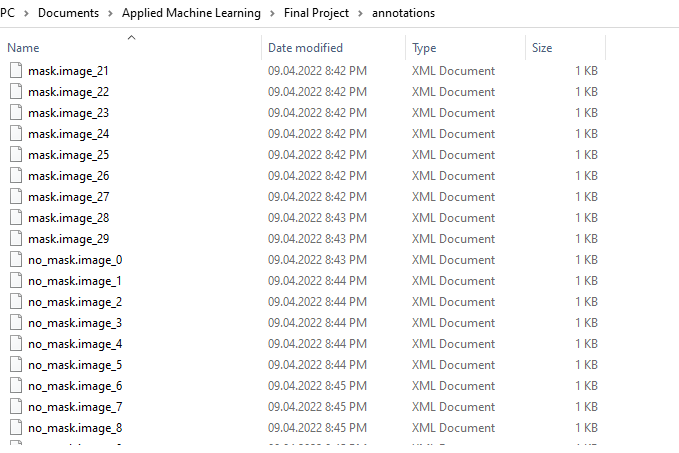 PC > Documents > Applied Machine Learning > Final Project > annotations
Name Date modified Type Size
mask.image_21 09.04.2022 8:42 PM XML Document 1 KB
mask.image_22 09.04.2022 8:42 PM XML Document 1 KB
mask.image_23 09.04.2022 8:42 PM XML Document 1 KB
mask.image_24 09.04.2022 8:42 PM XML Document 1 KB
mask.image_25 09.04.2022 8:42 PM XML Document 1 KB
mask.image_26 09.04.2022 8:42 PM XML Document 1 KB
mask.image_27 09.04.2022 8:42 PM XML Document 1 KB
mask.image_28 09.04.2022 8:43 PM XML Document 1 KB
mask.image_29 09.04.2022 8:43 PM XML Document 1 KB
no_mask.image_0 09.04.2022 8:43 PM XML Document 1 KB
no_mask.image_1 09.04.2022 8:44 PM XML Document 1 KB
no_mask.image_2 09.04.2022 8:44 PM XML Document 1 KB
no_mask.image_3 09.04.2022 8:44 PM XML Document 1 KB
no_mask.image_4 09.04.2022 8:44 PM XML Document 1 KB
no_mask.image_5 09.04.2022 8:44 PM XML Document 1 KB
no_mask.image_6 09.04.2022 8:45 PM XML Document 1 KB
no_mask.image_7 09.04.2022 8:45 PM XML Document 1 KB
no_mask.image_8 09.04.2022 8:45 PM XML Document 1 KB